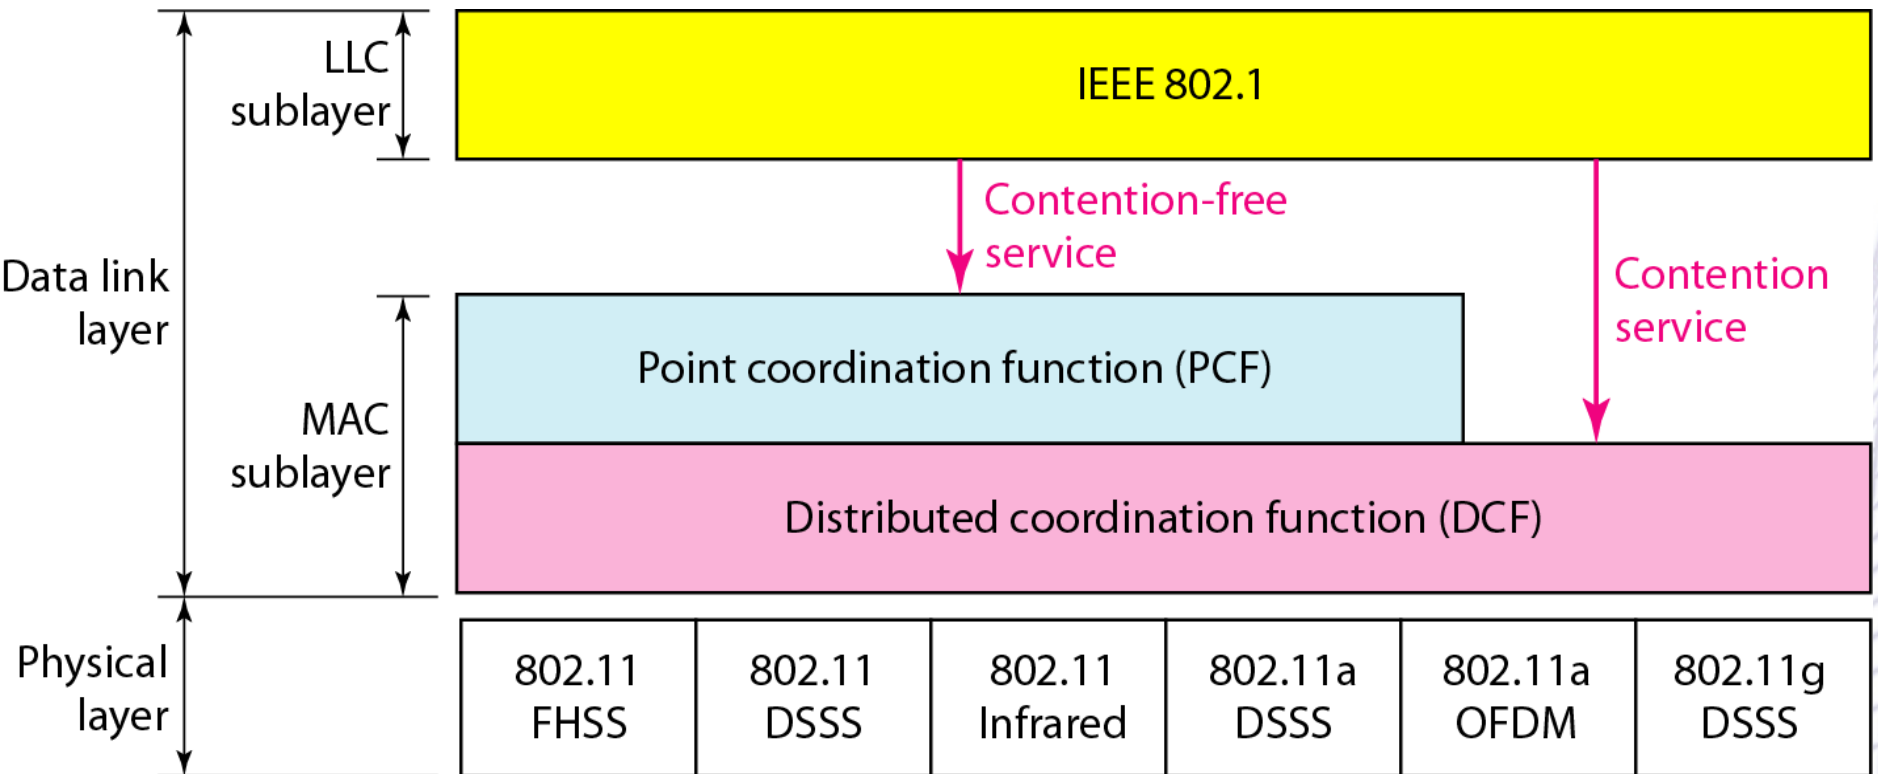 LLC
sublayer
IEEE 802.1
Contention-free
service
Contention
service
Data link
layer
Point coordination function (PCF)
MAC
sublayer
Distributed coordination function (DCF)
Physical
layer
802.11
FHSS
802.11
DSSS
802.11
Infrared
802.11a
DSSS
802.11a
OFDM
802.11g
DSSS